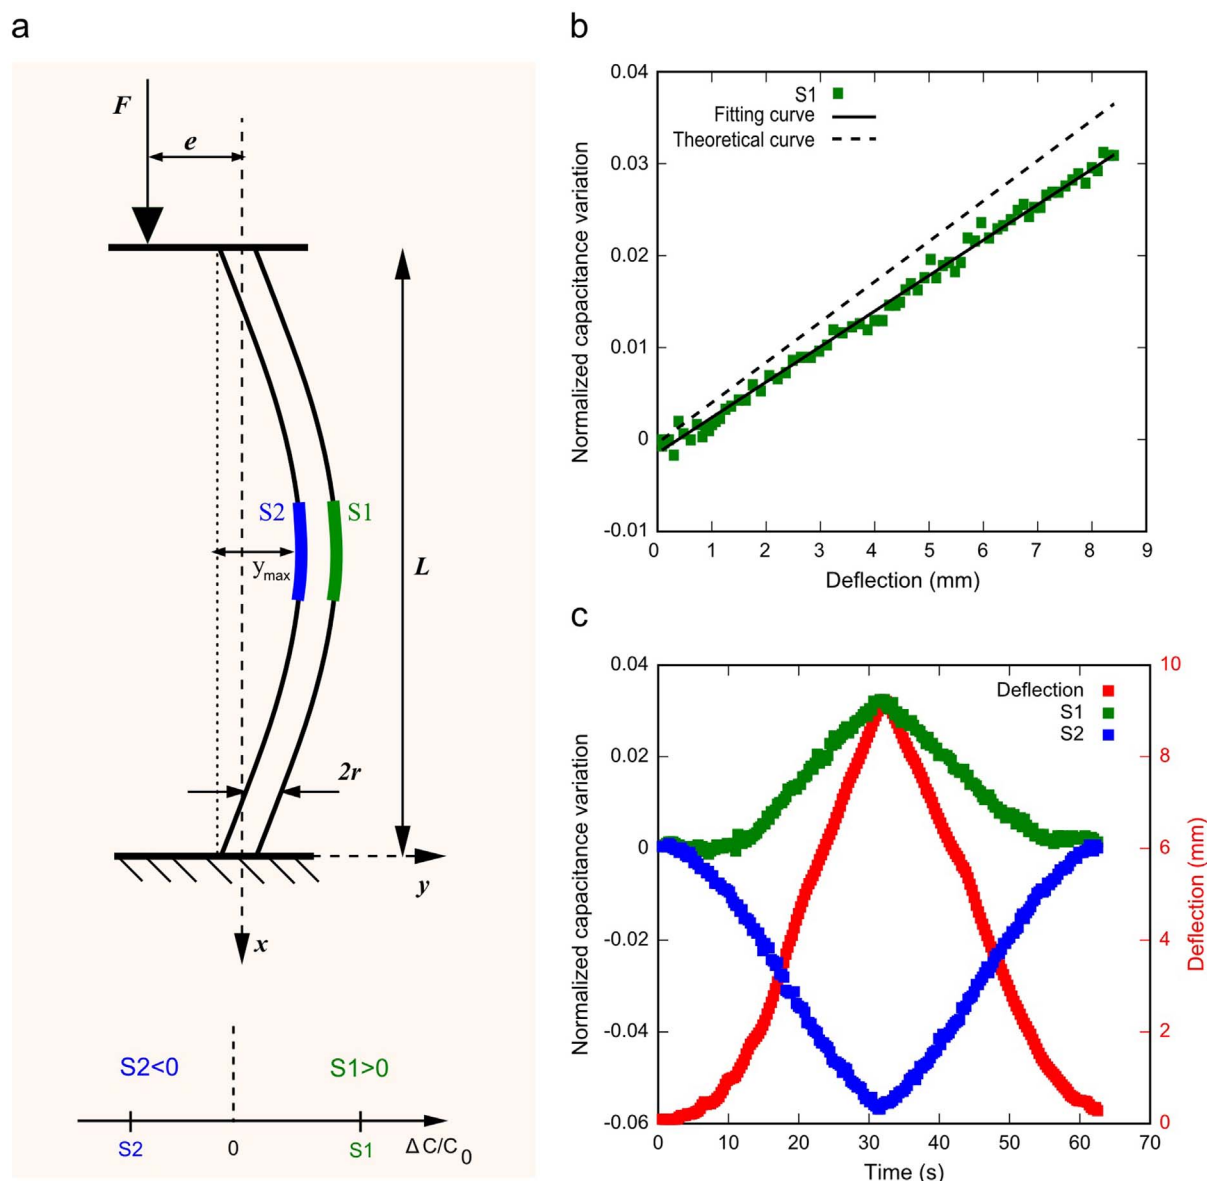 a
F
e
S2 S1
y_max
L
2r
y
x
S2<0 S1>0
S2 0 S1 ΔC/C_0
b
0.04
0.03
0.02
0.01
0
-0.01
Normalized capacitance variation
S1
Fitting curve
Theoretical curve
0 1 2 3 4 5 6 7 8 9
Deflection (mm)
c
0.04
0.02
0
-0.02
-0.04
-0.06
Normalized capacitance variation
Deflection
S1
S2
10
8
6
4
2
0
Deflection (mm)
0 10 20 30 40 50 60 70
Time (s)